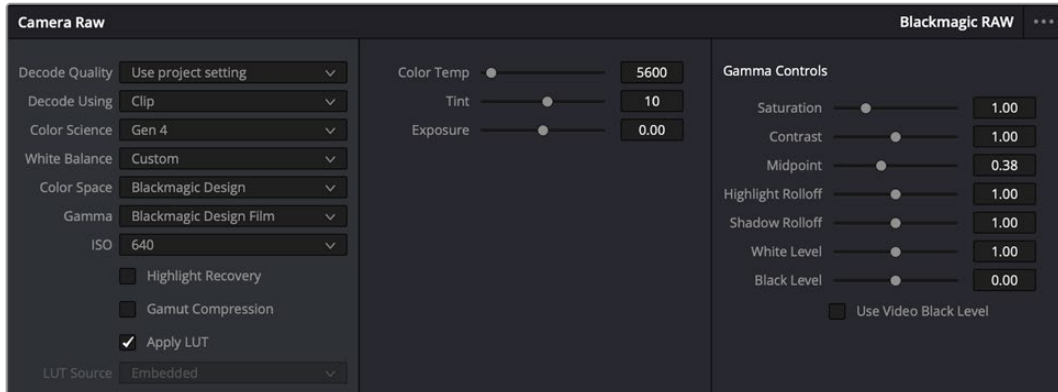 Camera Raw
Blackmagic RAW
Decode Quality Use project setting
Decode Using Clip
Color Science Gen 4
White Balance Custom
Color Space Blackmagic Design
Gamma Blackmagic Design Film
ISO 640
Highlight Recovery
Gamut Compression
Apply LUT
LUT Source Embedded
Color Temp 5600
Tint 10
Exposure 0.00
Gamma Controls
Saturation 1.00
Contrast 1.00
Midpoint 0.38
Highlight Rolloff 1.00
Shadow Rolloff 1.00
White Level 1.00
Black Level 0.00
Use Video Black Level